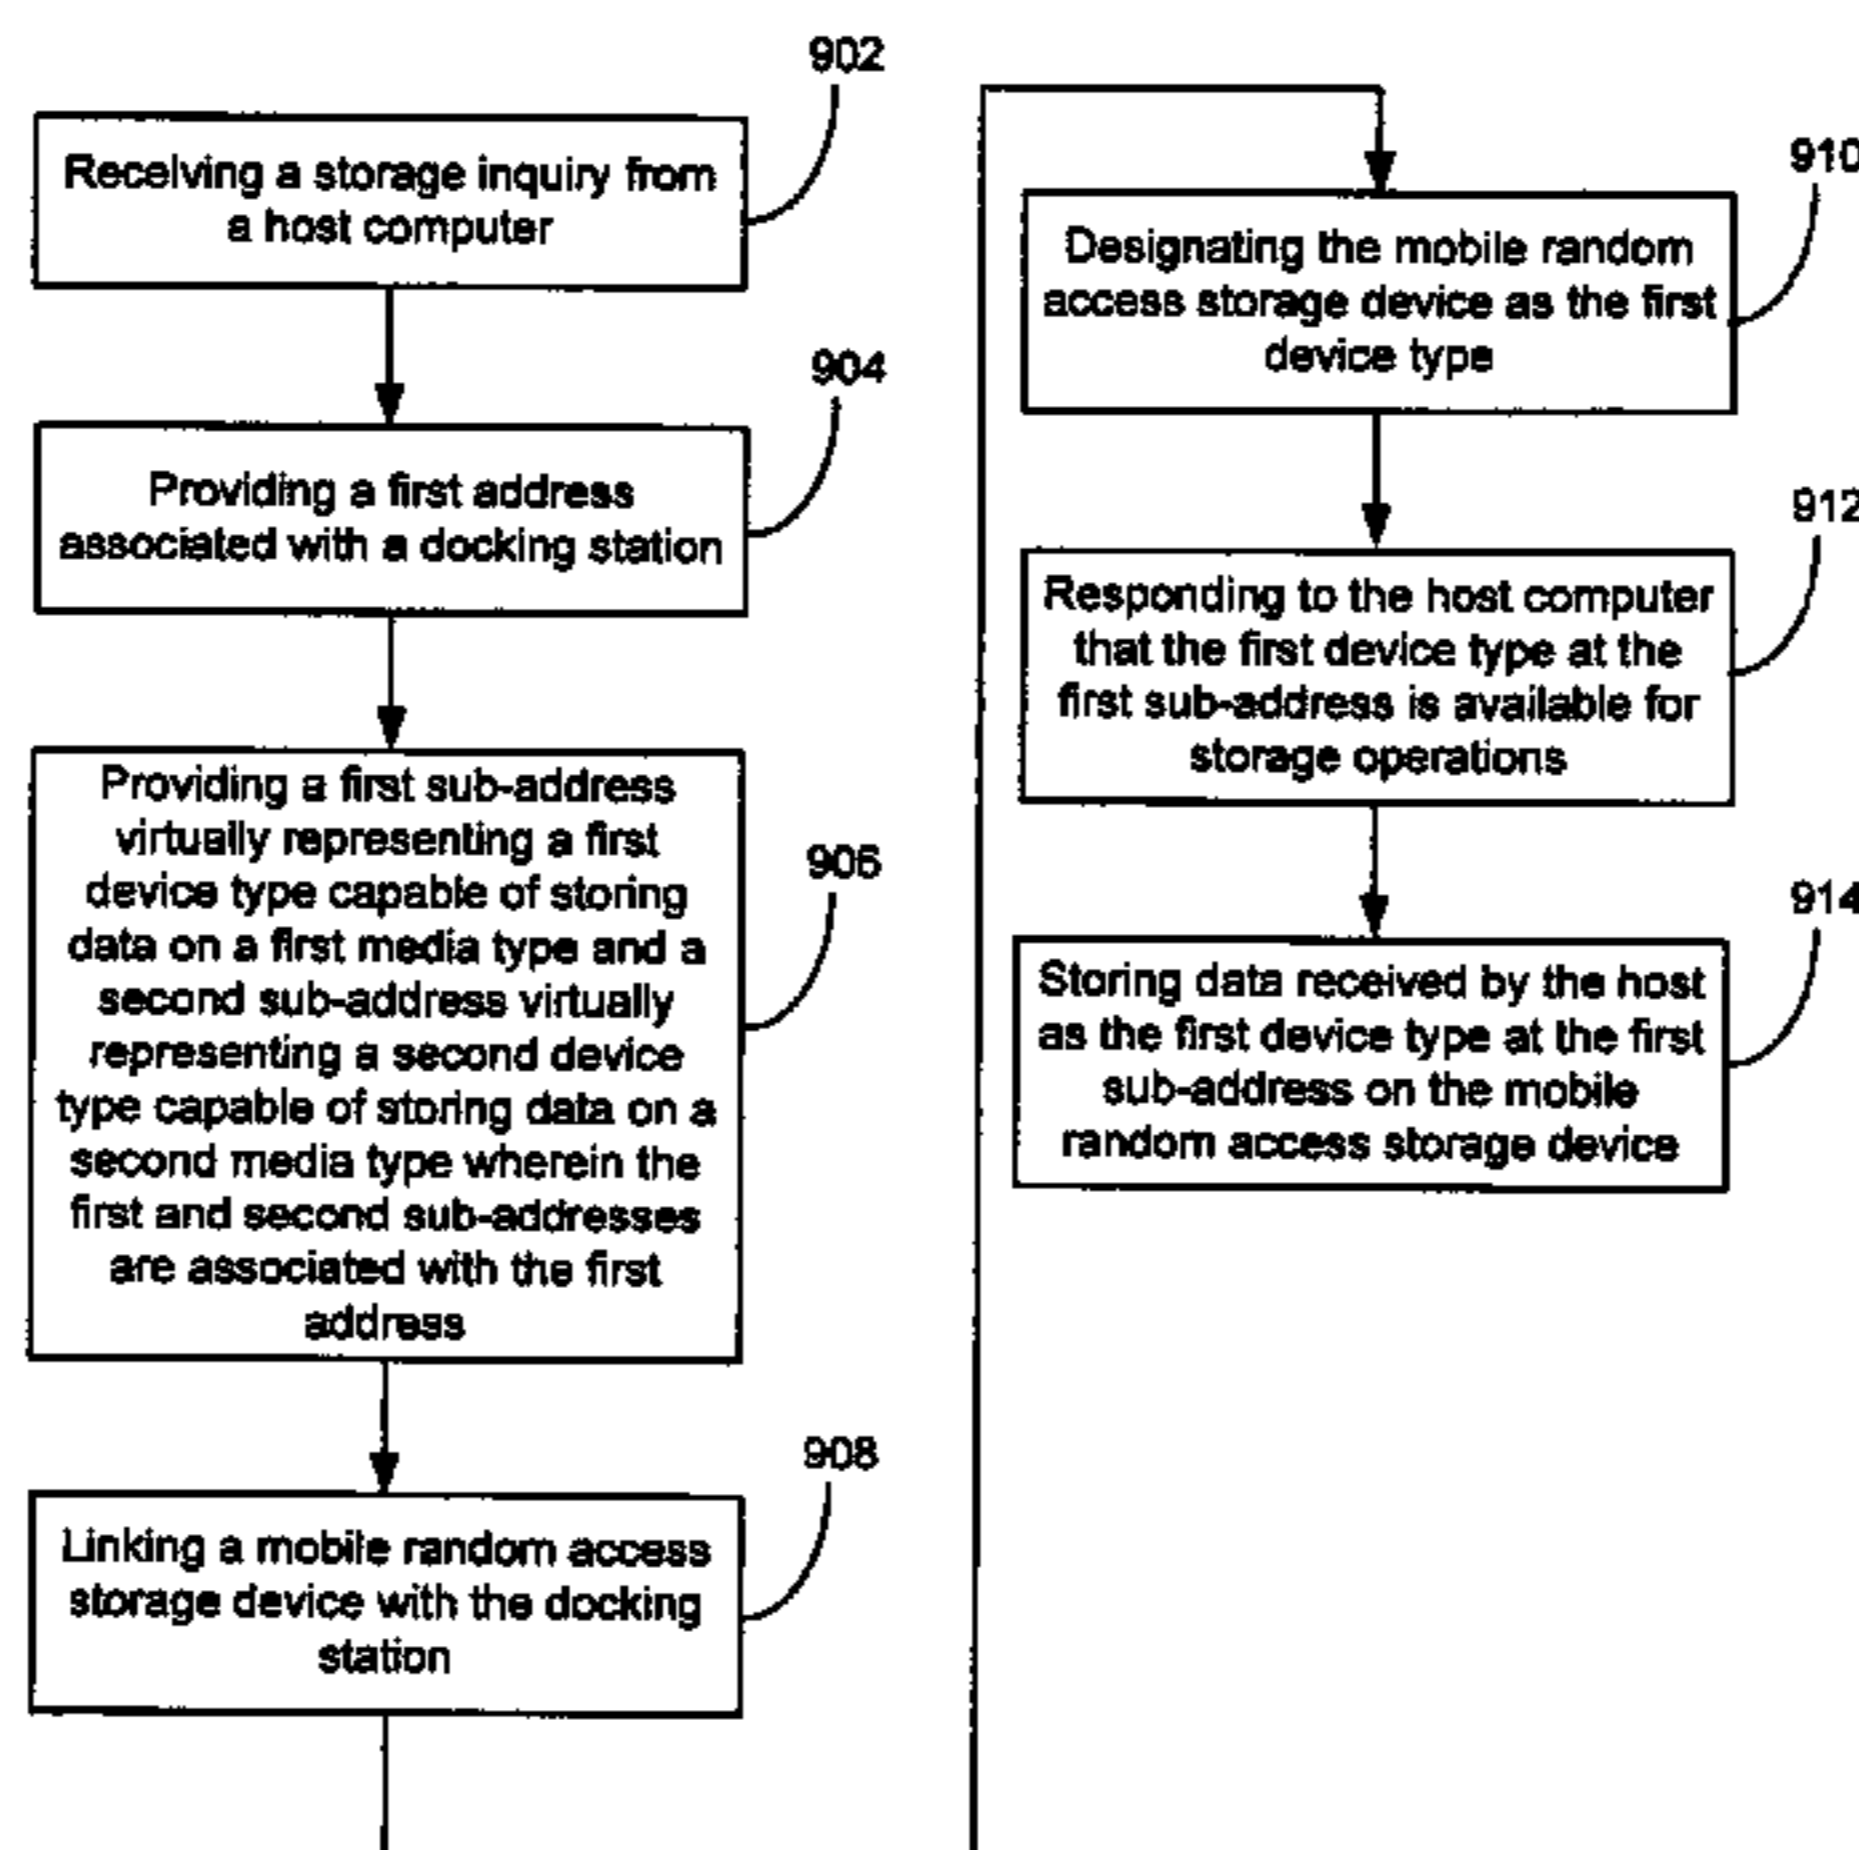 902
Receiving a storage inquiry from
a host computer
904
Providing a first address
associated with a docking station
906
Providing a first sub-address
virtually representing a first
device type capable of storing
data on a first media type and a
second sub-address virtually
representing a second device
type capable of storing data on a
second media type wherein the
first and second sub-addresses
are associated with the first
address
908
Linking a mobile random access
storage device with the docking
station
910
Designating the mobile random
access storage device as the first
device type
912
Responding to the host computer
that the first device type at the
first sub-address is available for
storage operations
914
Storing data received by the host
as the first device type at the first
sub-address on the mobile
random access storage device